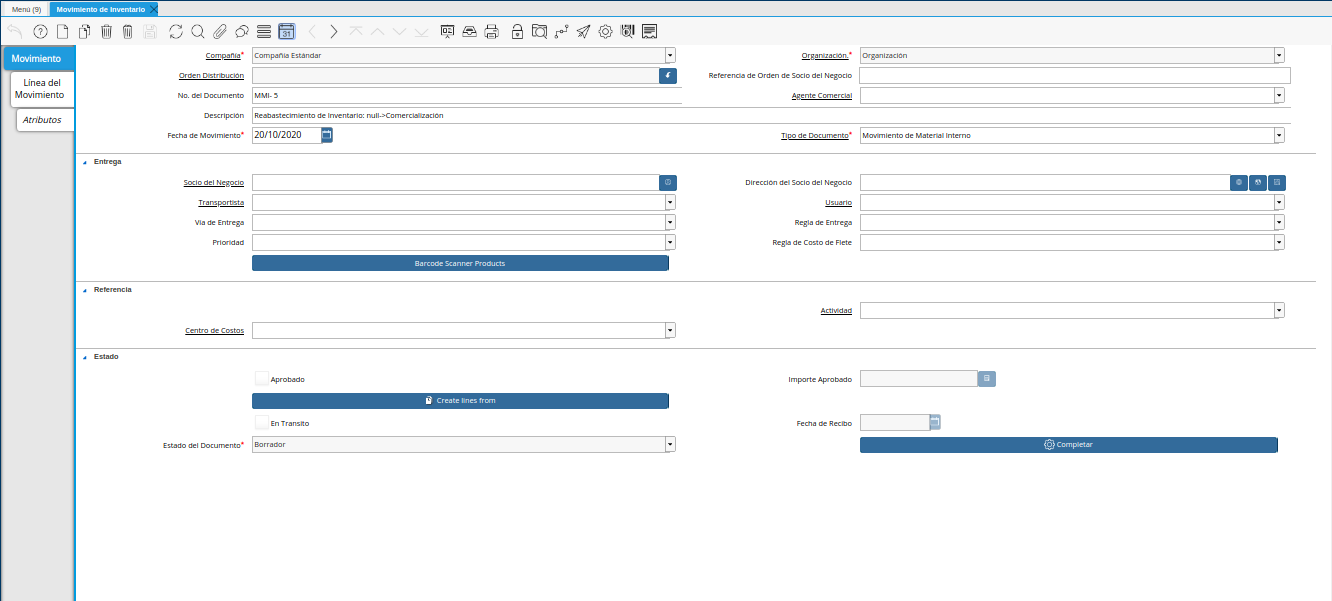 Menú (9)
Movimiento de Inventario
31
Movimiento
Línea del
Movimiento
Atributos
Compañía*
Compañía Estándar
Organización.*
Organización
Orden Distribución
Referencia de Orden de Socio del Negocio
No. del Documento
MMI- 5
Agente Comercial
Descripción
Reabastecimiento de Inventario: null->Comercialización
Fecha de Movimiento*
20/10/2020
Tipo de Documento*
Movimiento de Material Interno
Entrega
Socio del Negocio
Dirección del Socio del Negocio
Transportista
Usuario
Vía de Entrega
Regla de Entrega
Prioridad
Regla de Costo de Flete
Barcode Scanner Products
Referencia
Actividad
Centro de Costos
Estado
Aprobado
Importe Aprobado
Create lines from
En Transito
Fecha de Recibo
Estado del Documento*
Borrador
Completar